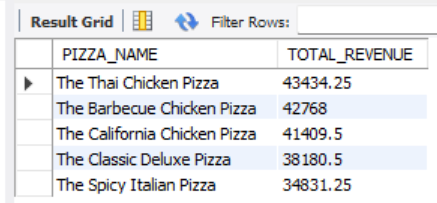 Result Grid Filter Rows:
PIZZA_NAME TOTAL_REVENUE
The Thai Chicken Pizza 43434.25
The Barbecue Chicken Pizza 42768
The California Chicken Pizza 41409.5
The Classic Deluxe Pizza 38180.5
The Spicy Italian Pizza 34831.25